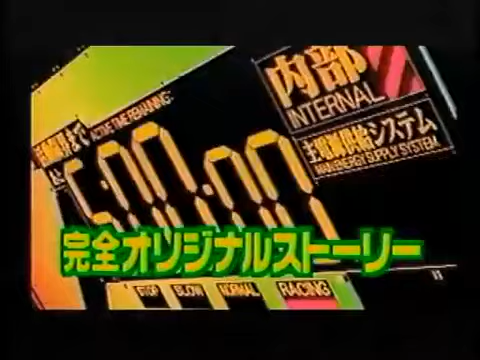 内部
INTERNAL
主電源供給システム
MAIN ENERGY SUPPLY SYSTEM
ACTIVE TIME REMAINING:
5:00:00
完全オリジナルストーリー
STOP
SLOW
NORMAL
RACING